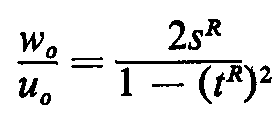 w_o/u_o = 2s^R/(1 − (t^R)^2)